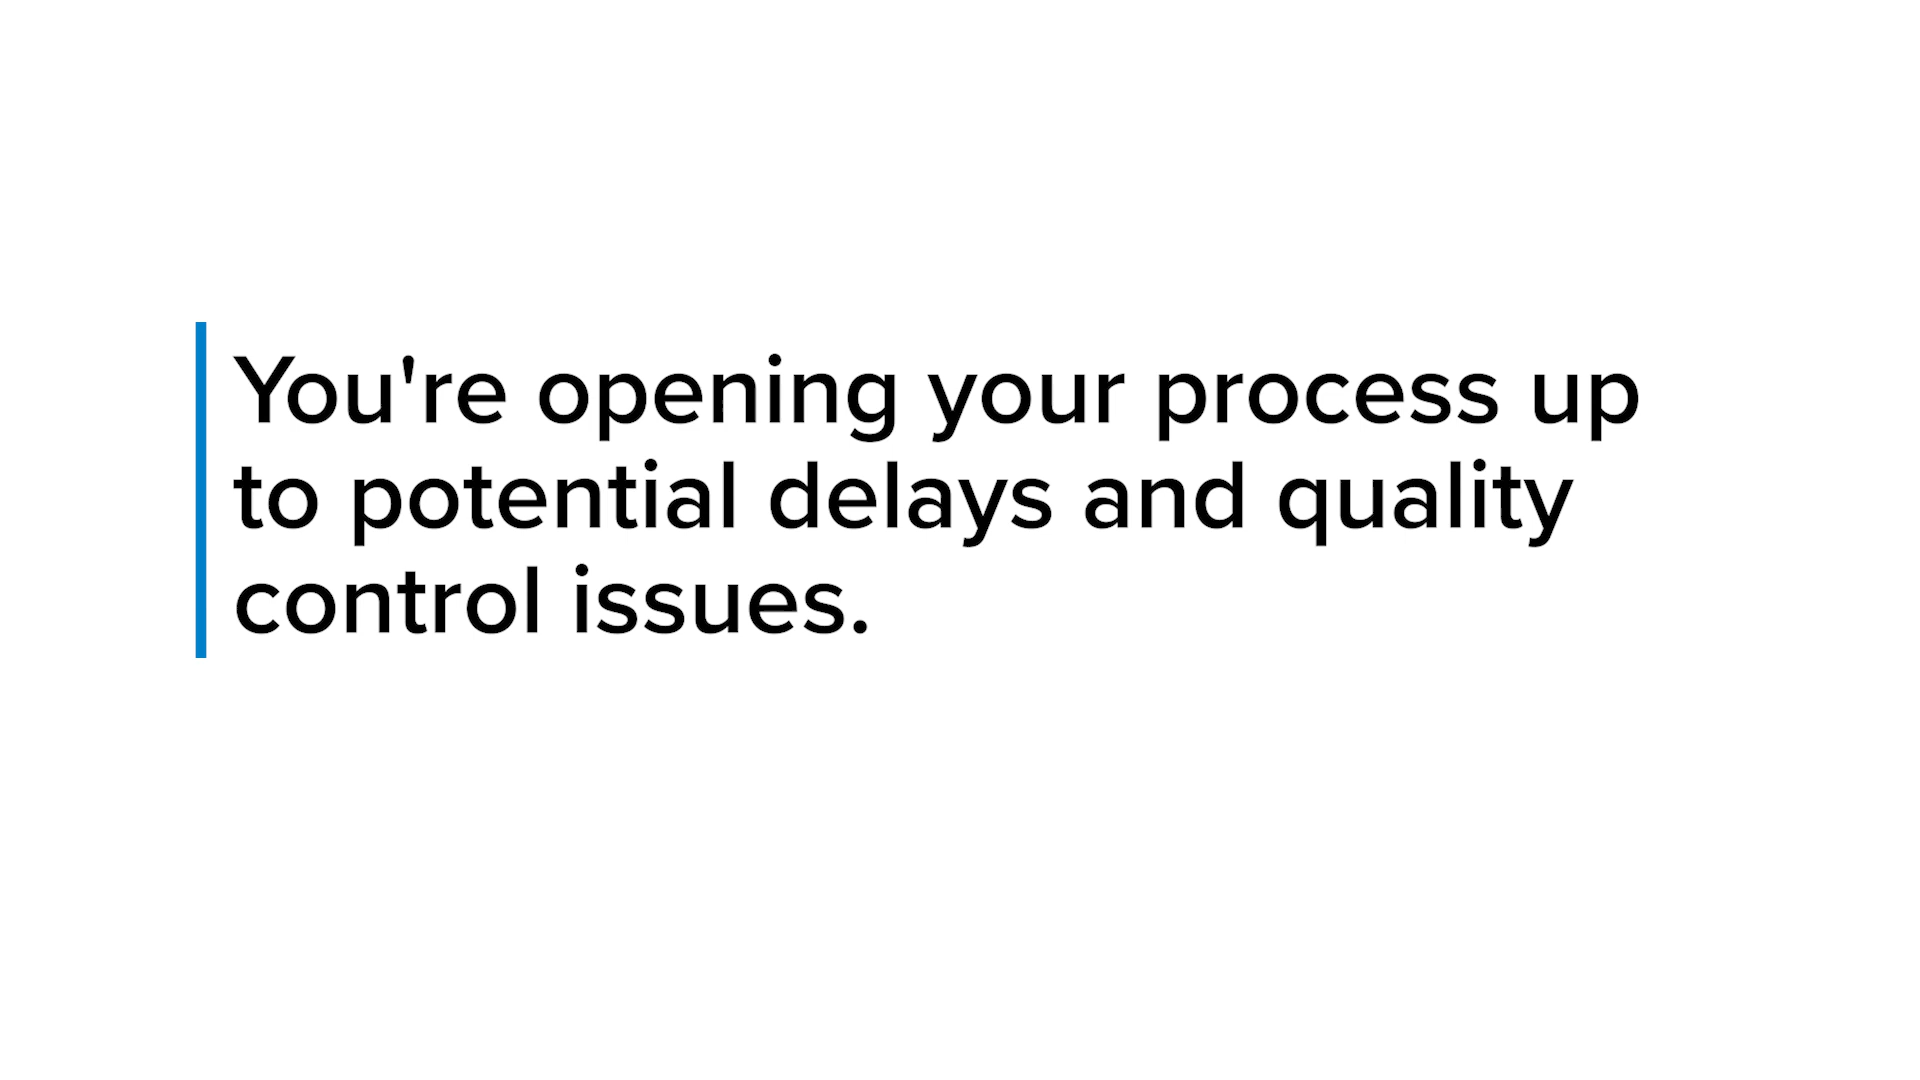 You're opening your process up
to potential delays and quality
control issues.